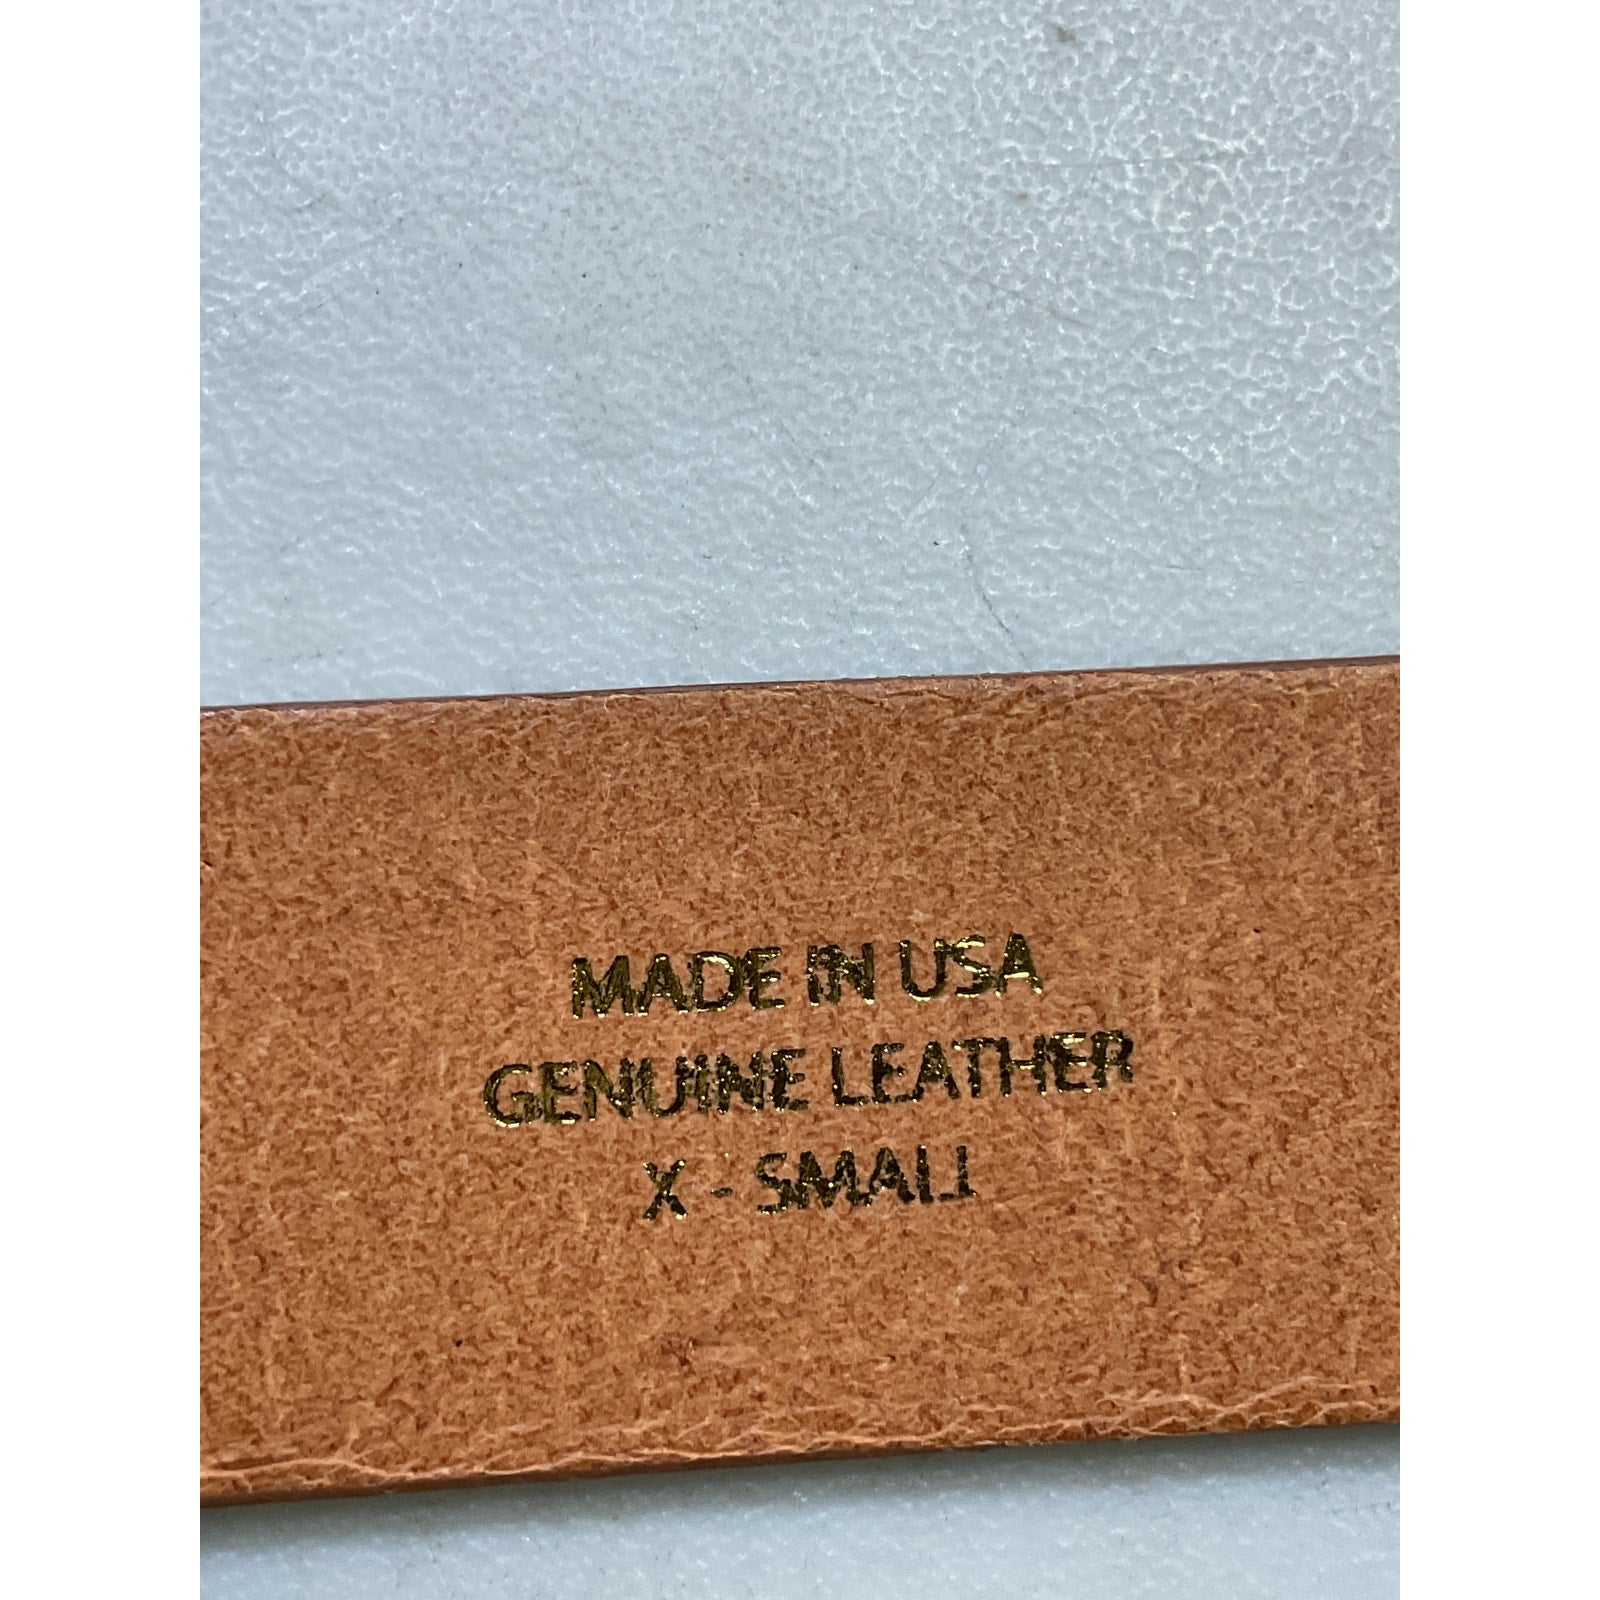 MADE IN USA
GENUINE LEATHER
X - SMALL